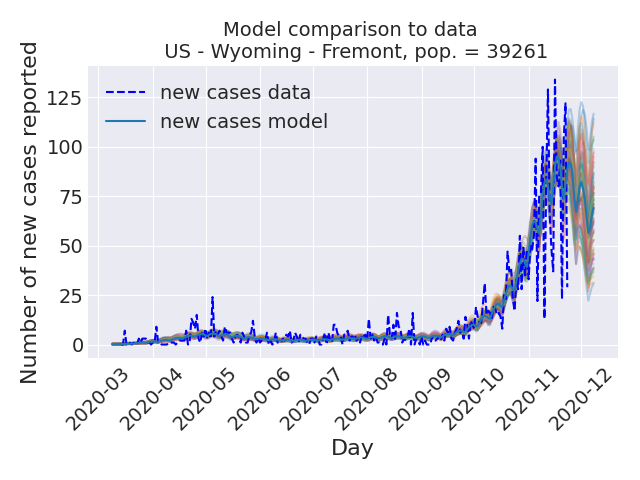 Model comparison to data
US - Wyoming - Fremont, pop. = 39261
Number of new cases reported
125
100
75
50
25
0
new cases data
new cases model
2020-03
2020-04
2020-05
2020-06
2020-07
2020-08
2020-09
2020-10
2020-11
2020-12
Day